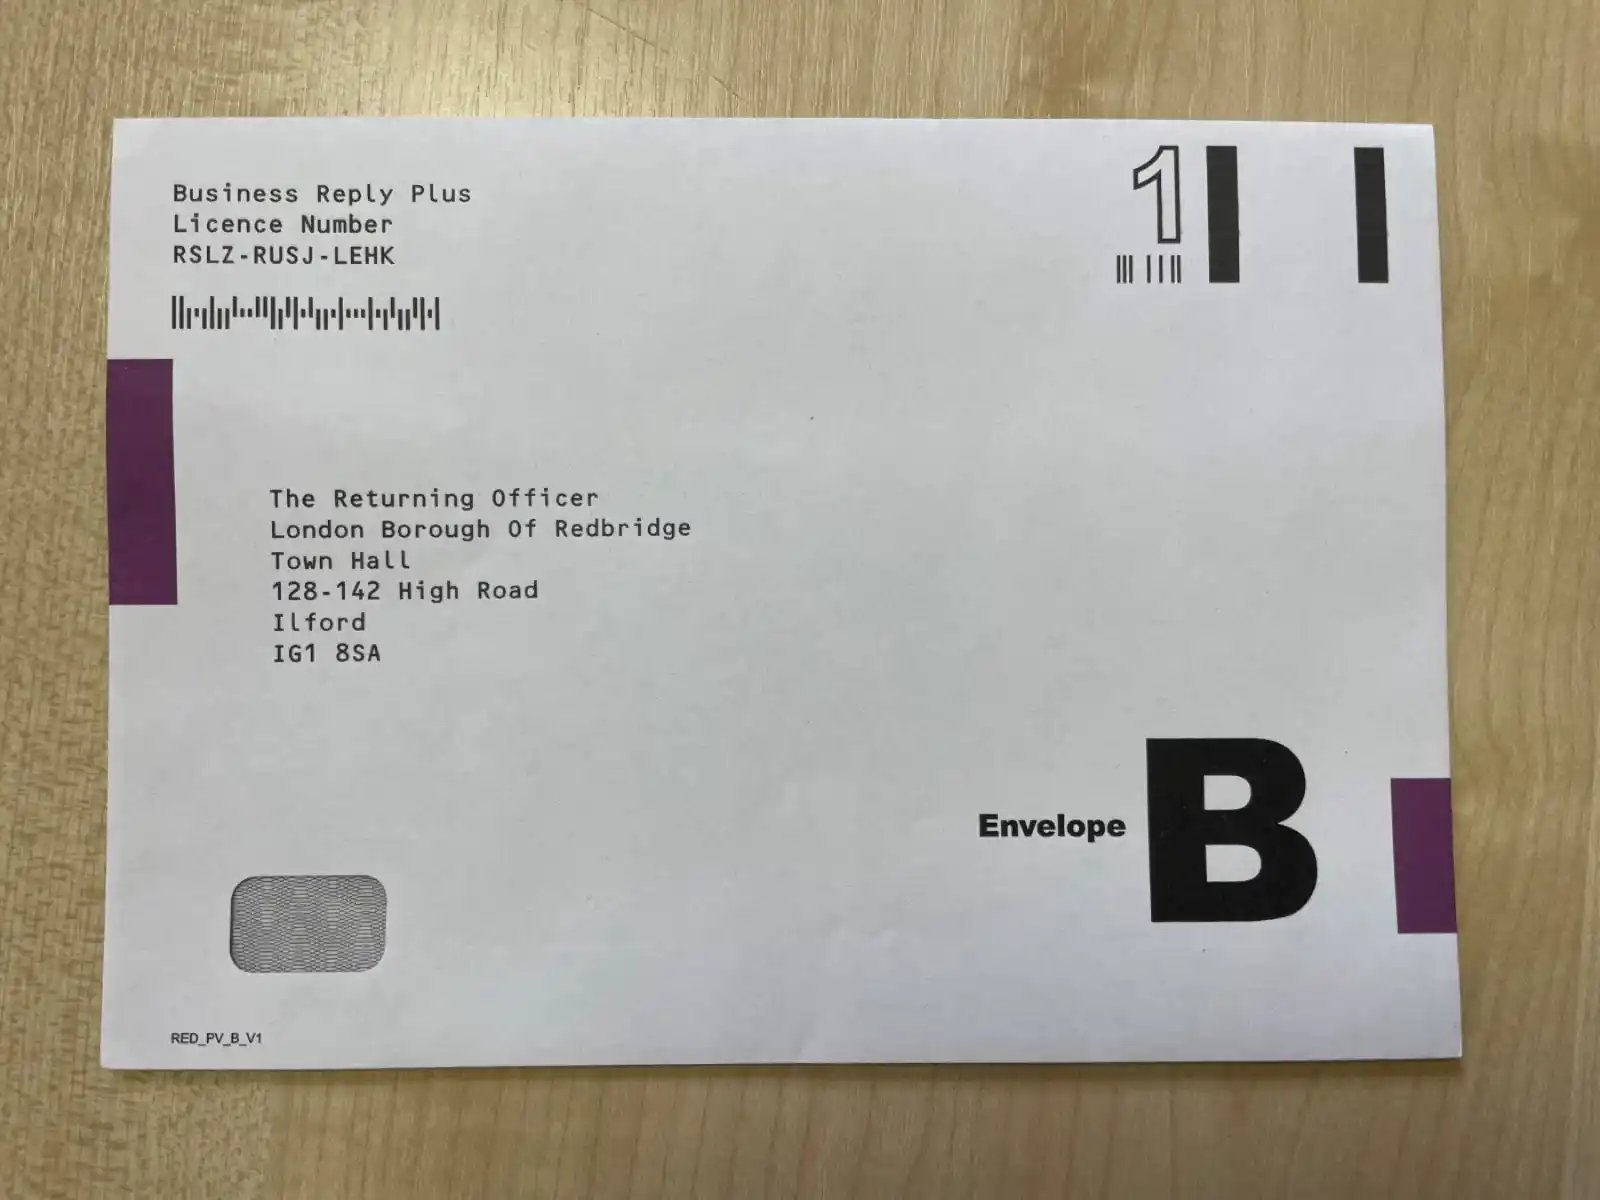 Business Reply Plus
Licence Number
RSLZ-RUSJ-LEHK
1
The Returning Officer
London Borough Of Redbridge
Town Hall
128-142 High Road
Ilford
IG1 8SA
Envelope B
RED_PV_B_V1